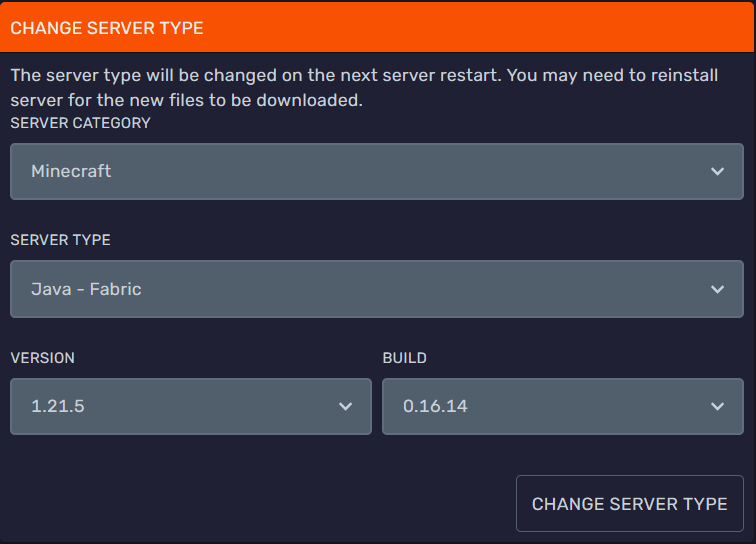 CHANGE SERVER TYPE
The server type will be changed on the next server restart. You may need to reinstall
server for the new files to be downloaded.
SERVER CATEGORY
Minecraft
SERVER TYPE
Java - Fabric
VERSION
BUILD
1.21.5
0.16.14
CHANGE SERVER TYPE